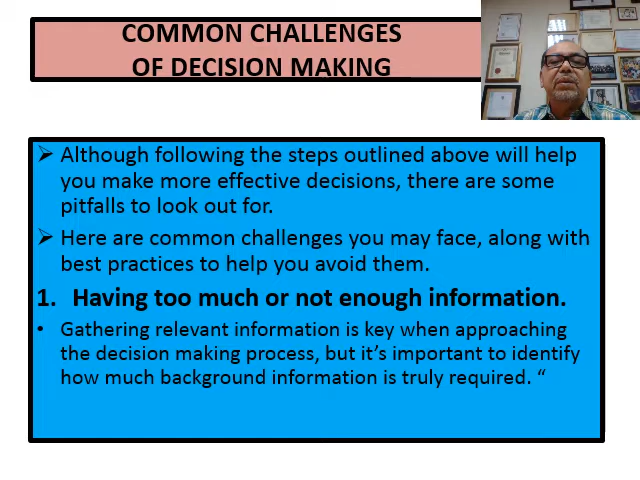 COMMON CHALLENGES
OF DECISION MAKING
Although following the steps outlined above will help
you make more effective decisions, there are some
pitfalls to look out for.
Here are common challenges you may face, along with
best practices to help you avoid them.
1. Having too much or not enough information.
• Gathering relevant information is key when approaching
the decision making process, but it's important to identify
how much background information is truly required. “